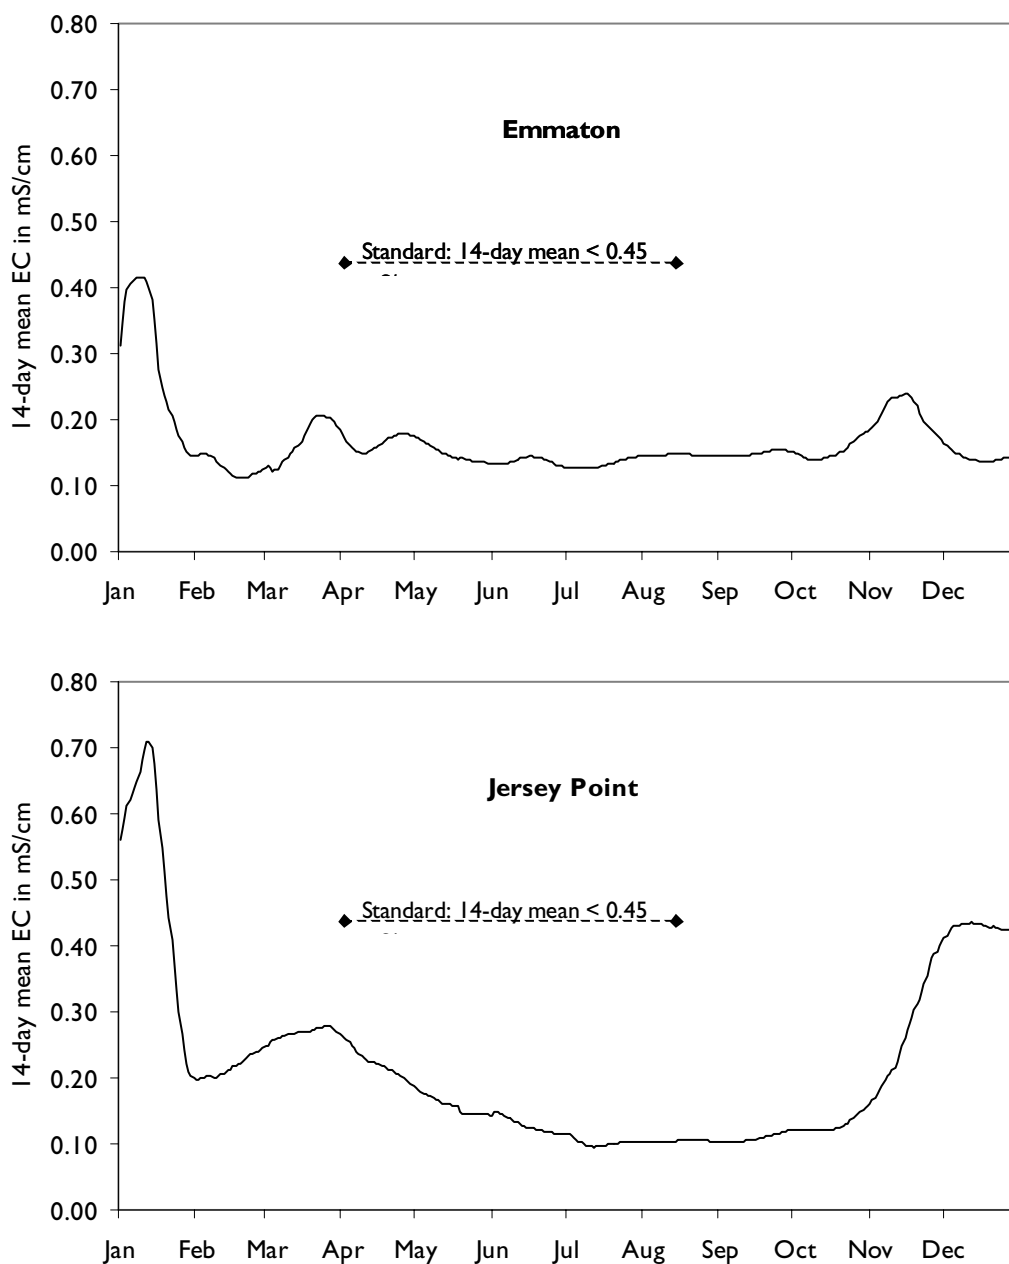 0.80
0.70
Emmaton
0.60
0.50
Standard: 14-day mean < 0.45
0.40
0.30
0.20
0.10
0.00
14-day mean EC in mS/cm
Jan Feb Mar Apr May Jun Jul Aug Sep Oct Nov Dec
0.80
0.70
Jersey Point
0.60
0.50
Standard: 14-day mean < 0.45
0.40
0.30
0.20
0.10
0.00
14-day mean EC in mS/cm
Jan Feb Mar Apr May Jun Jul Aug Sep Oct Nov Dec